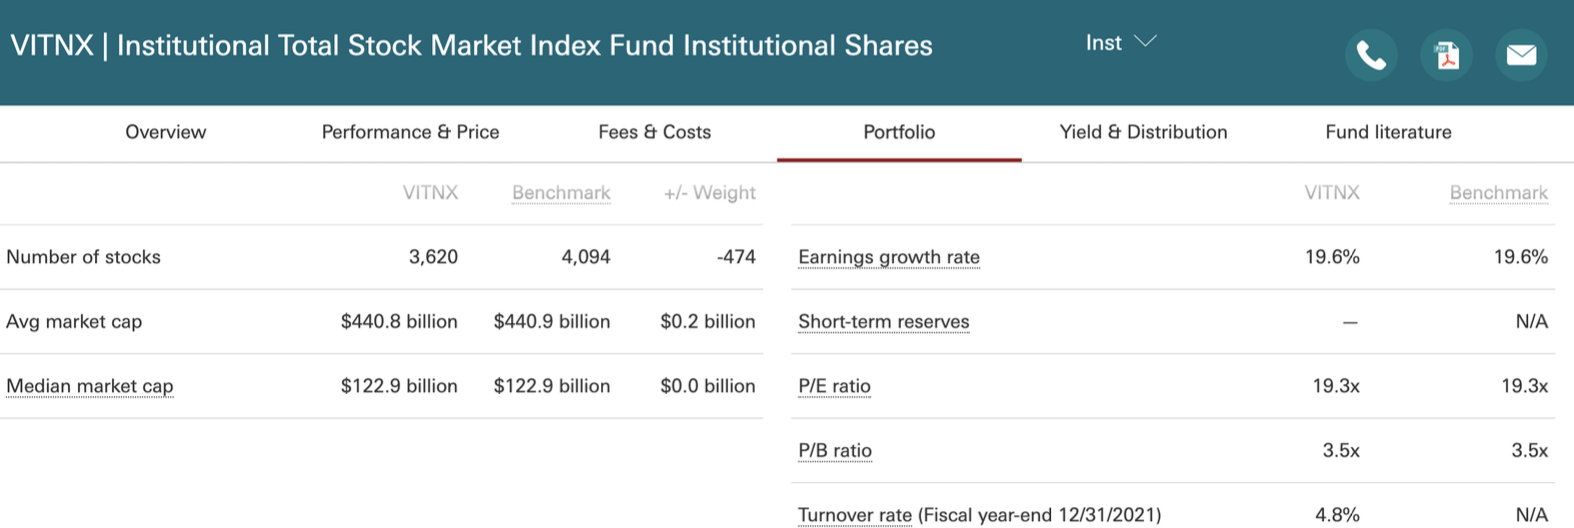 VITNX | Institutional Total Stock Market Index Fund Institutional Shares
Inst
Overview
Performance & Price
Fees & Costs
Portfolio
Yield & Distribution
Fund literature
VITNX Benchmark +/- Weight
Number of stocks 3,620 4,094 -474
Avg market cap $440.8 billion $440.9 billion $0.2 billion
Median market cap $122.9 billion $122.9 billion $0.0 billion
VITNX Benchmark
Earnings growth rate 19.6% 19.6%
Short-term reserves — N/A
P/E ratio 19.3x 19.3x
P/B ratio 3.5x 3.5x
Turnover rate (Fiscal year-end 12/31/2021) 4.8% N/A